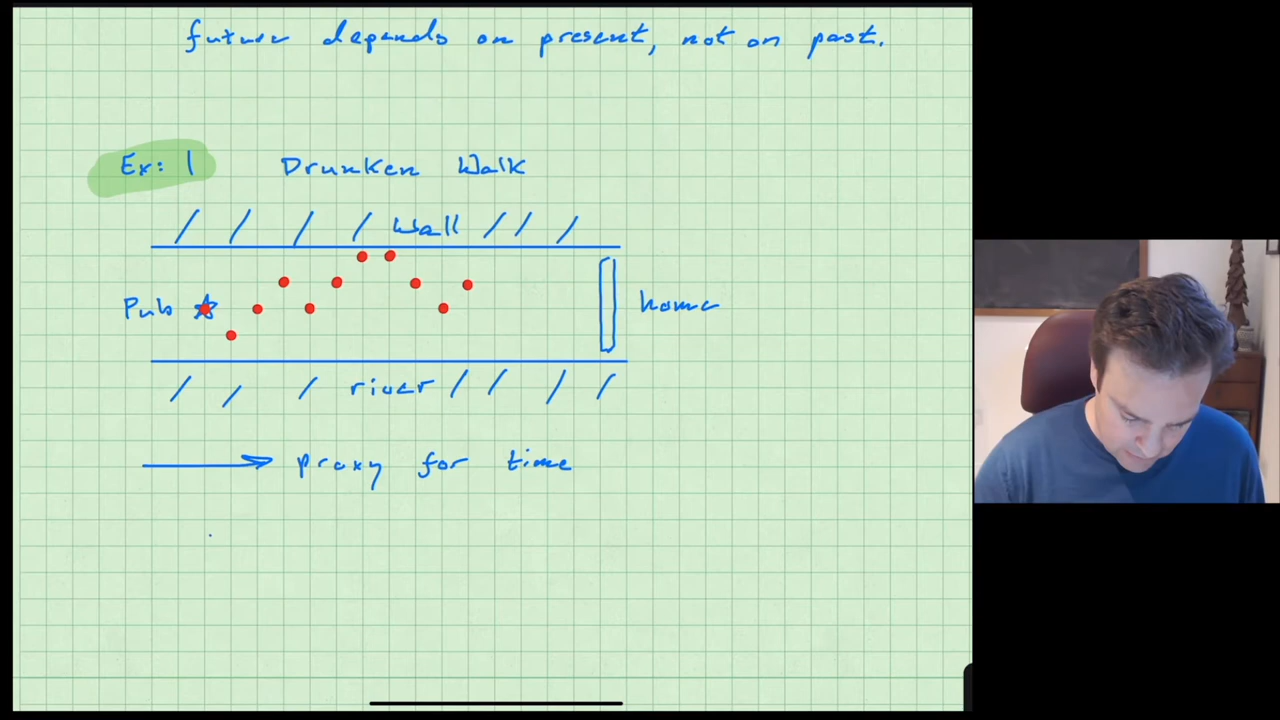 future depends on present, not on past.
Ex: 1 Drunken Walk
Wall
Pub home
river
proxy for time